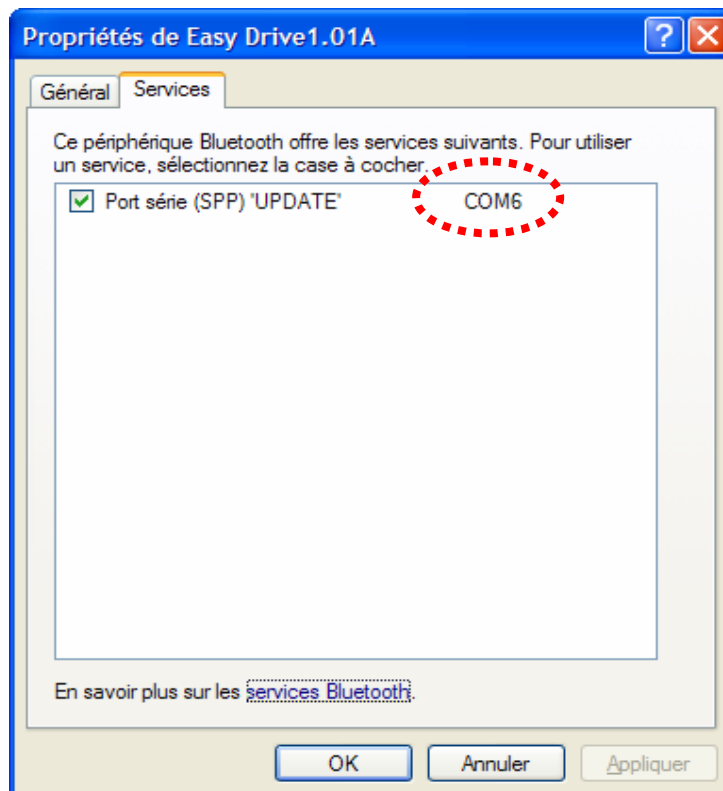 Propriétés de Easy Drive1.01A
Général Services
Ce périphérique Bluetooth offre les services suivants. Pour utiliser
un service, sélectionnez la case à cocher.
Port série (SPP) "UPDATE" COM6
En savoir plus sur les services Bluetooth.
OK Annuler Appliquer